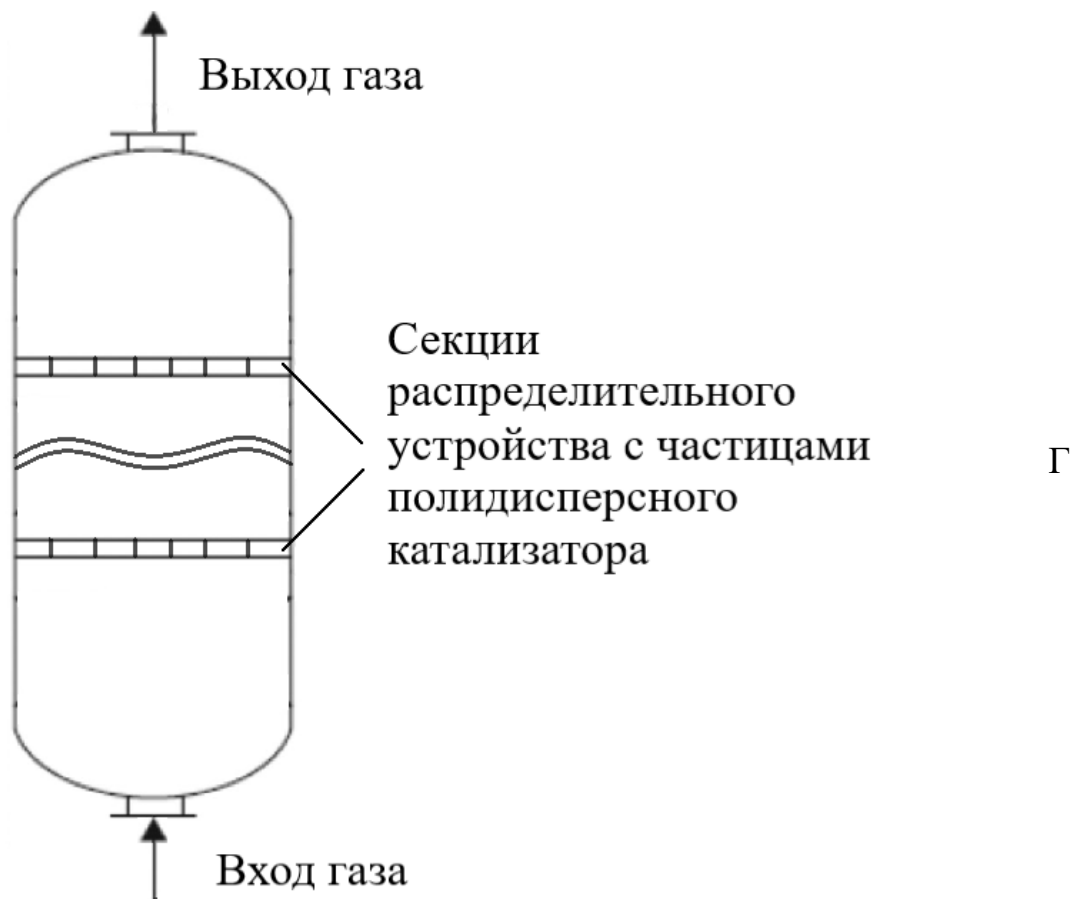 Выход газа
Секции
распределительного
устройства с частицами
полидисперсного
катализатора
Г
Вход газа